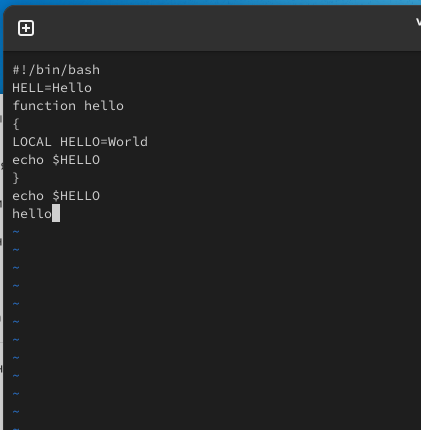 #!/bin/bash
HELL=Hello
function hello
{
LOCAL HELLO=World
echo $HELLO
}
echo $HELLO
hello
~
~
~
~
~
~
~
~
~
~
~
~